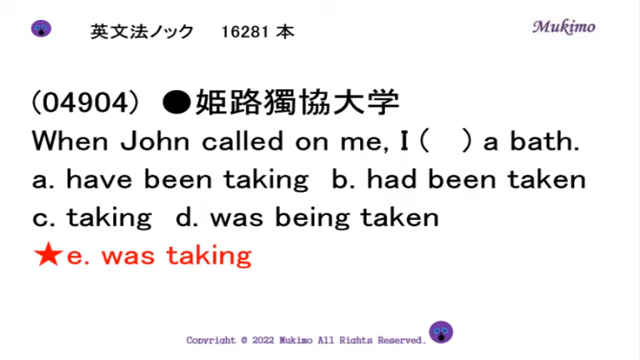 英文法ノック 16281 本
Mukimo
(04904) ●姫路獨協大学
When John called on me, I ( ) a bath.
a. have been taking b. had been taken
c. taking d. was being taken
★e. was taking
Copyright © 2022 Mukimo All Rights Reserved.